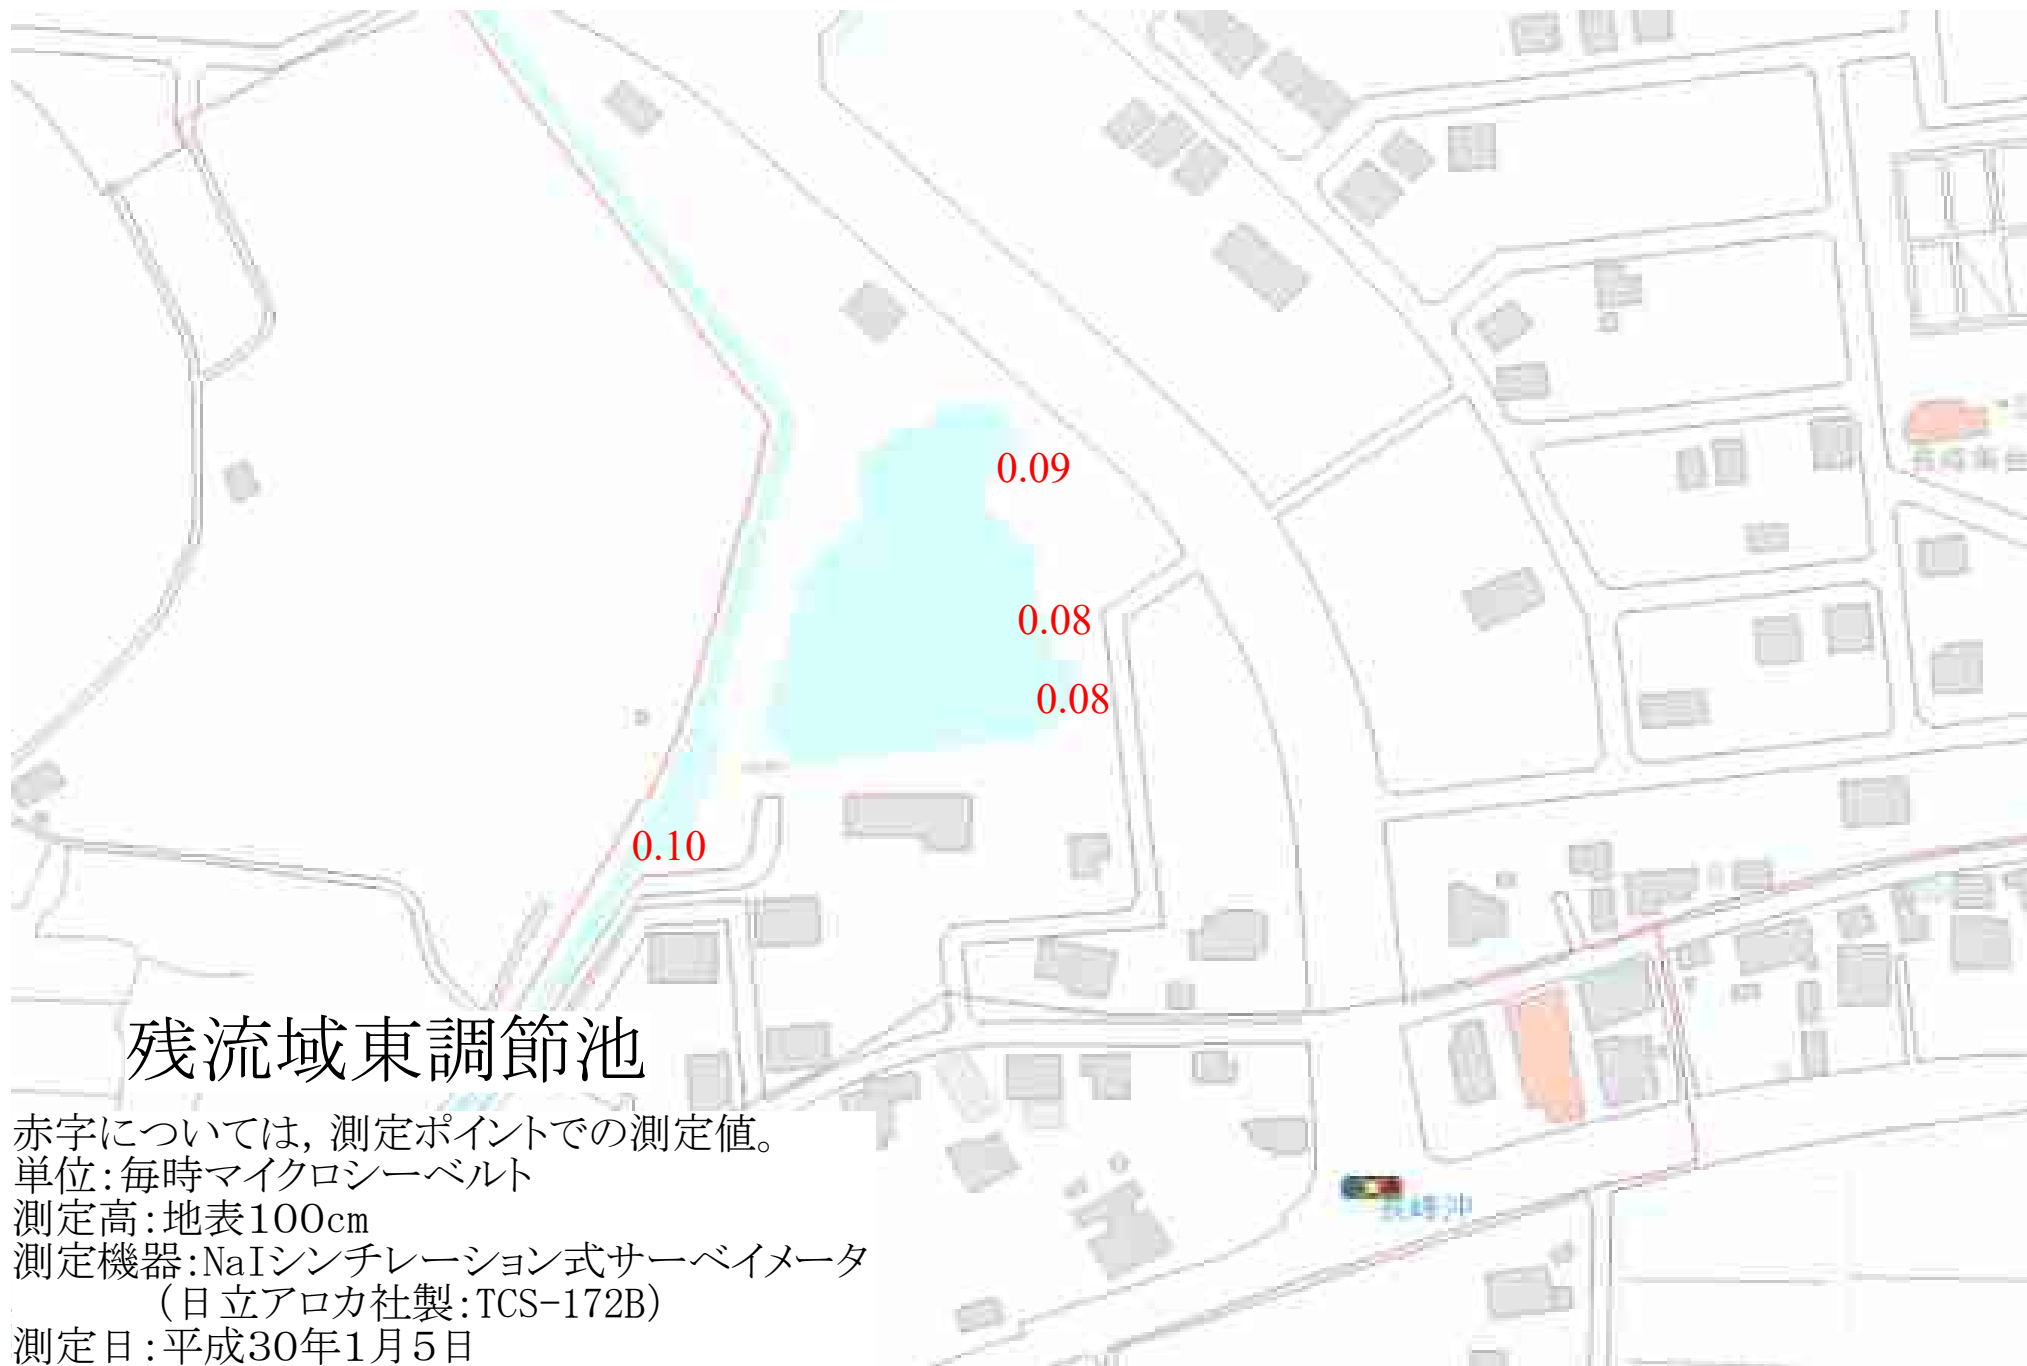 0.09
0.08
0.08
0.10
残流域東調節池
赤字については, 測定ポイントでの測定値。
単位：毎時マイクロシーベルト
測定高：地表100cm
測定機器：NaIシンチレーション式サーベイメータ
（日立アロカ社製：TCS-172B）
測定日：平成30年1月5日